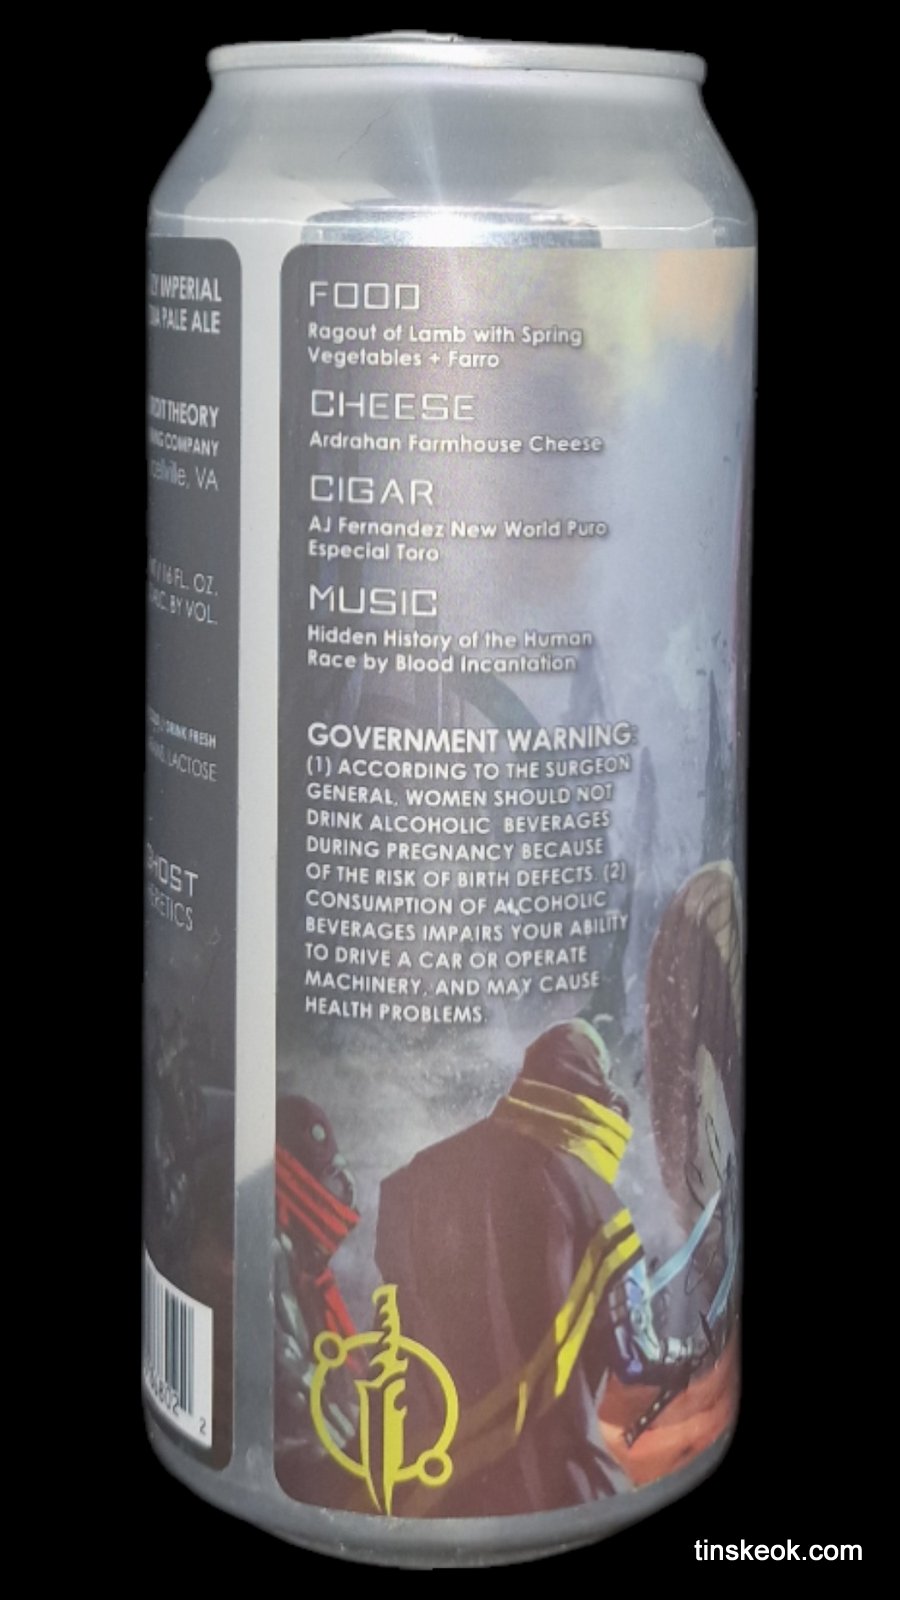 IMPERIAL
PALE ALE
THEORY
COMPANY
VA
16 FL. OZ.
BY VOL.
DRINK FRESH
LACTOSE
GHOST
2
FOOD
Ragout of Lamb with Spring
Vegetables + Farro
CHEESE
Ardrahan Farmhouse Cheese
CIGAR
AJ Fernandez New World Puro
Especial Toro
MUSIC
Hidden History of the Human
Race by Blood Incantation
GOVERNMENT WARNING:
(1) ACCORDING TO THE SURGEON
GENERAL, WOMEN SHOULD NOT
DRINK ALCOHOLIC BEVERAGES
DURING PREGNANCY BECAUSE
OF THE RISK OF BIRTH DEFECTS. (2)
CONSUMPTION OF ALCOHOLIC
BEVERAGES IMPAIRS YOUR ABILITY
TO DRIVE A CAR OR OPERATE
MACHINERY, AND MAY CAUSE
HEALTH PROBLEMS.
tinskeok.com